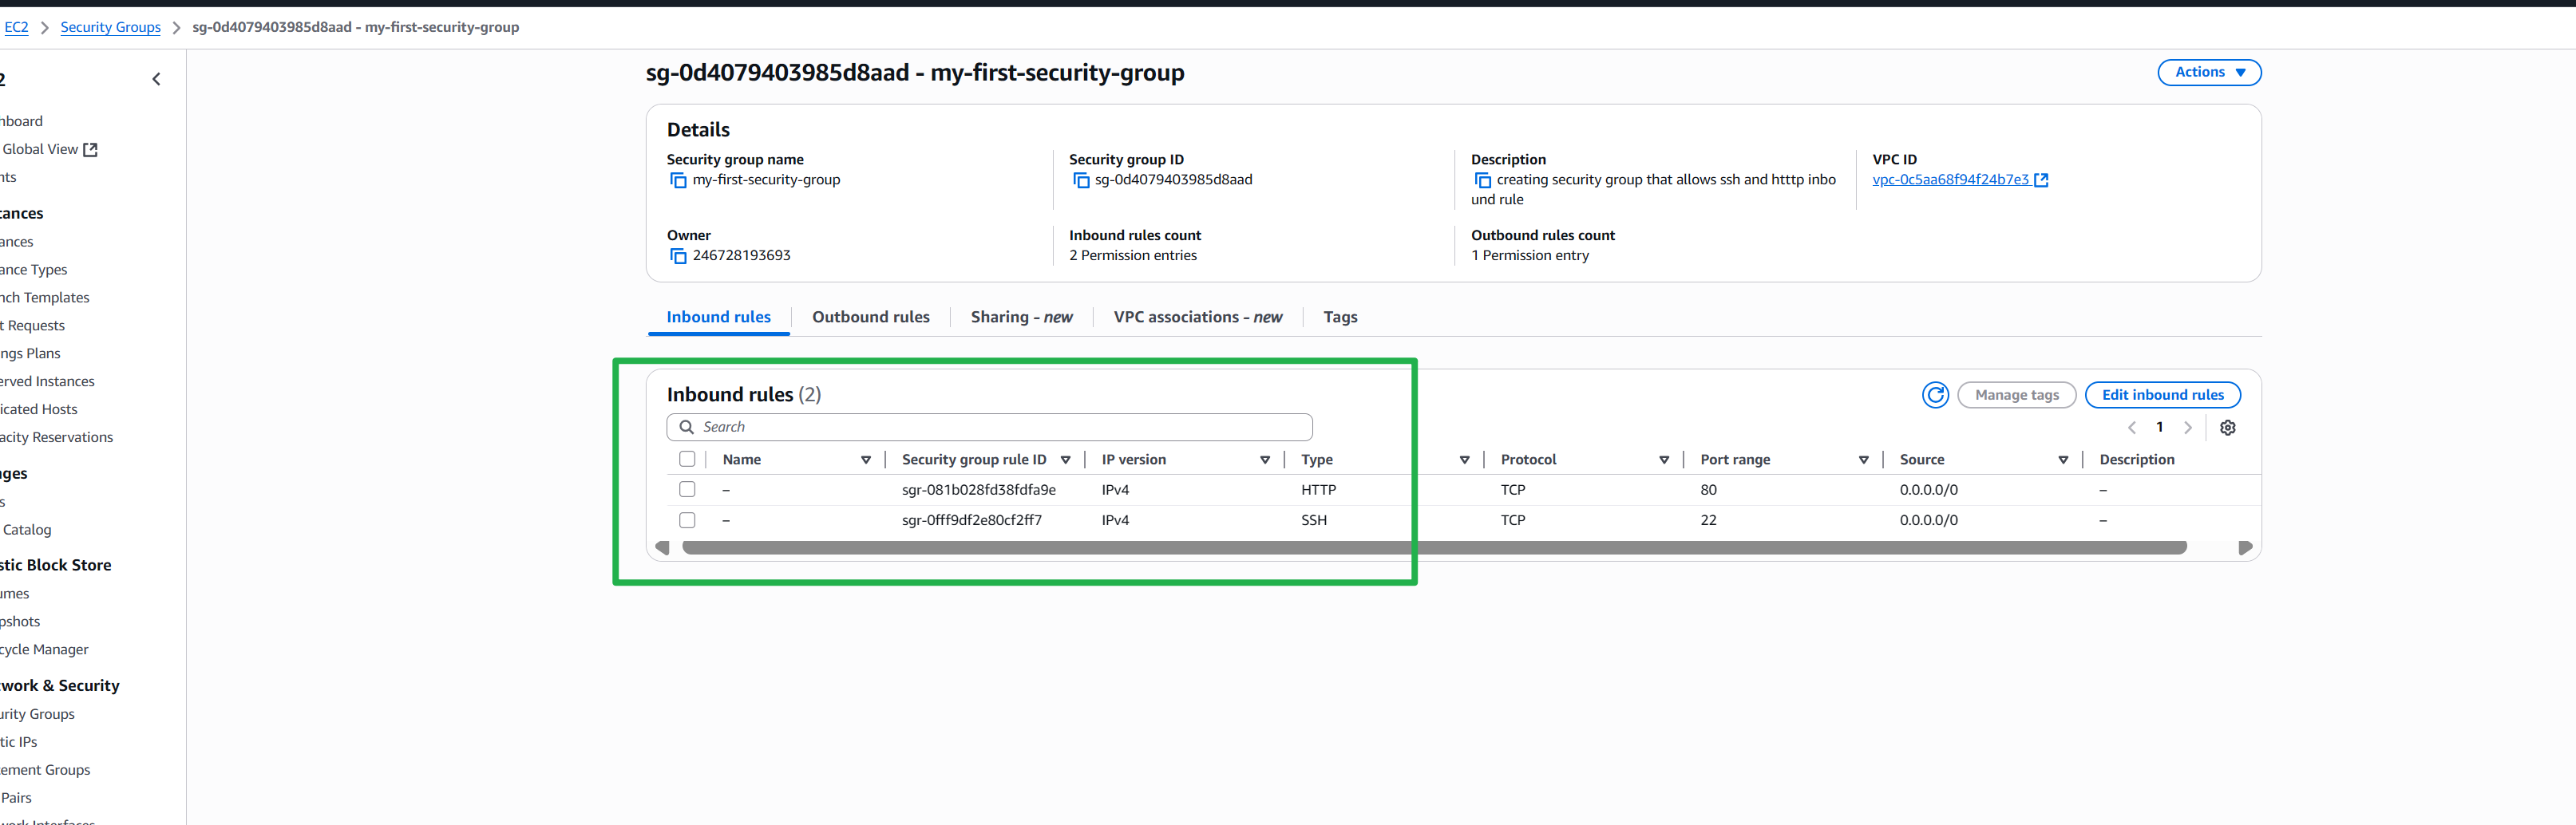 EC2 > Security Groups > sg-0d4079403985d8aad - my-first-security-group
2
sg-0d4079403985d8aad - my-first-security-group
Actions
hboard
Global View
nts
tances
ances
ance Types
nch Templates
t Requests
ngs Plans
erved Instances
icated Hosts
acity Reservations
ges
s
Catalog
stic Block Store
umes
pshots
cycle Manager
work & Security
urity Groups
tic IPs
ement Groups
Pairs
work Interfaces
Details
Security group name
my-first-security-group
Security group ID
sg-0d4079403985d8aad
Description
creating security group that allows ssh and htttp inbo
und rule
VPC ID
vpc-0c5aa68f94f24b7e3
Owner
246728193693
Inbound rules count
2 Permission entries
Outbound rules count
1 Permission entry
Inbound rules Outbound rules Sharing - new VPC associations - new Tags
Inbound rules (2)
Manage tags Edit inbound rules
Search
1
Name Security group rule ID IP version Type Protocol Port range Source Description
– sgr-081b028fd38fdfa9e IPv4 HTTP TCP 80 0.0.0.0/0 –
– sgr-0fff9df2e80cf2ff7 IPv4 SSH TCP 22 0.0.0.0/0 –